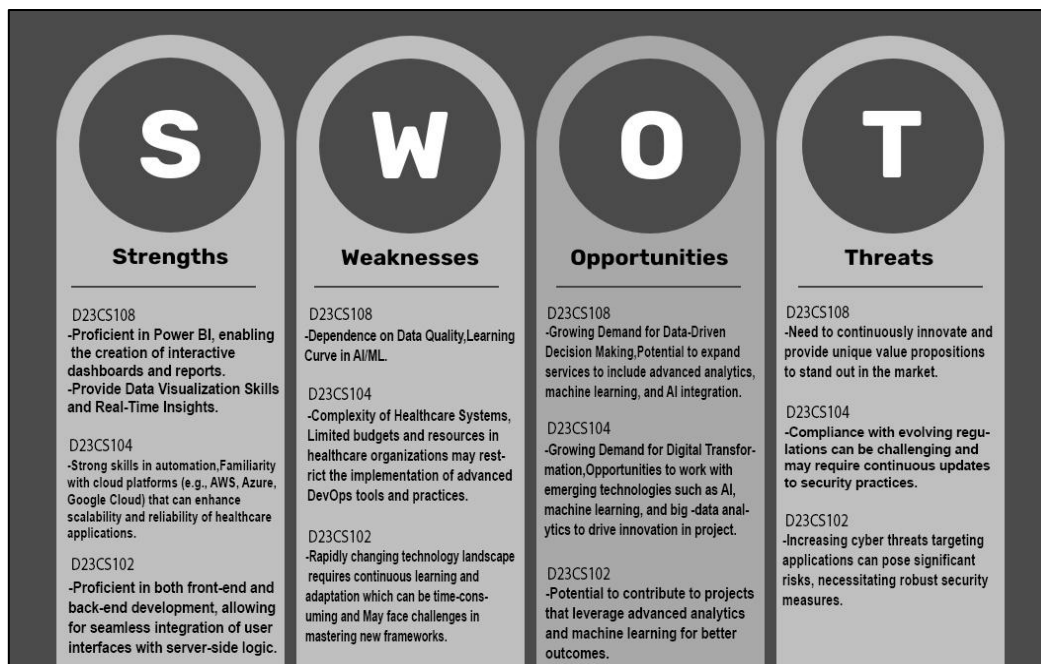 S
Strengths
D23CS108
-Proficient in Power BI, enabling
the creation of interactive
dashboards and reports.
-Provide Data Visualization Skills
and Real-Time Insights.
D23CS104
-Strong skills in automation,Familiarity
with cloud platforms (e.g., AWS, Azure,
Google Cloud) that can enhance
scalability and reliability of healthcare
applications.
D23CS102
-Proficient in both front-end and
back-end development, allowing
for seamless integration of user
interfaces with server-side logic.
W
Weaknesses
D23CS108
-Dependence on Data Quality,Learning
Curve in AI/ML.
D23CS104
-Complexity of Healthcare Systems,
Limited budgets and resources in
healthcare organizations may rest-
rict the implementation of advanced
DevOps tools and practices.
D23CS102
-Rapidly changing technology landscape
requires continuous learning and
adaptation which can be time-cons-
uming and May face challenges in
mastering new frameworks.
O
Opportunities
D23CS108
-Growing Demand for Data-Driven
Decision Making,Potential to expand
services to include advanced analytics,
machine learning, and AI integration.
D23CS104
-Growing Demand for Digital Transfor-
mation,Opportunities to work with
emerging technologies such as AI,
machine learning, and big -data anal-
ytics to drive innovation in project.
D23CS102
-Potential to contribute to projects
that leverage advanced analytics
and machine learning for better
outcomes.
T
Threats
D23CS108
-Need to continuously innovate and
provide unique value propositions
to stand out in the market.
D23CS104
-Compliance with evolving regu-
lations can be challenging and
may require continuous updates
to security practices.
D23CS102
-Increasing cyber threats targeting
applications can pose significant
risks, necessitating robust security
measures.